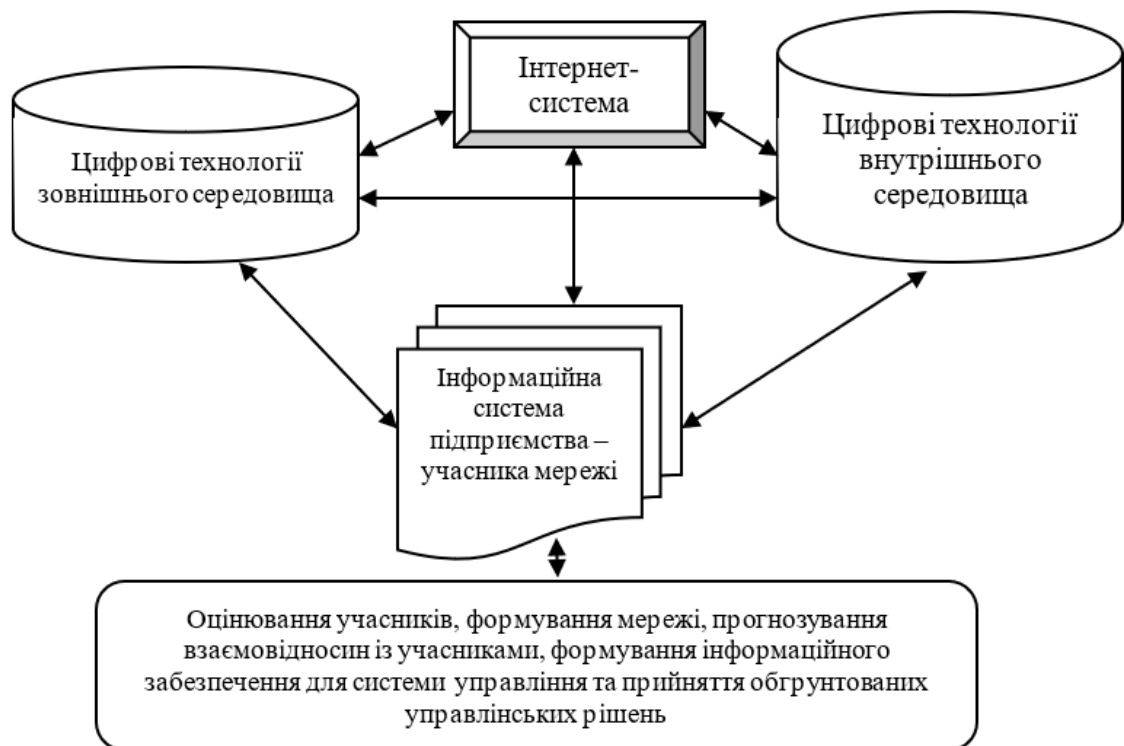 Інтернет-
система
Цифрові технології
зовнішнього середовища
Цифрові технології
внутрішнього
середовища
Інформаційна
система
підприємства –
учасника мережі
Оцінювання учасників, формування мережі, прогнозування
взаємовідносин із учасниками, формування інформаційного
забезпечення для системи управління та прийняття обгрунтованих
управлінських рішень